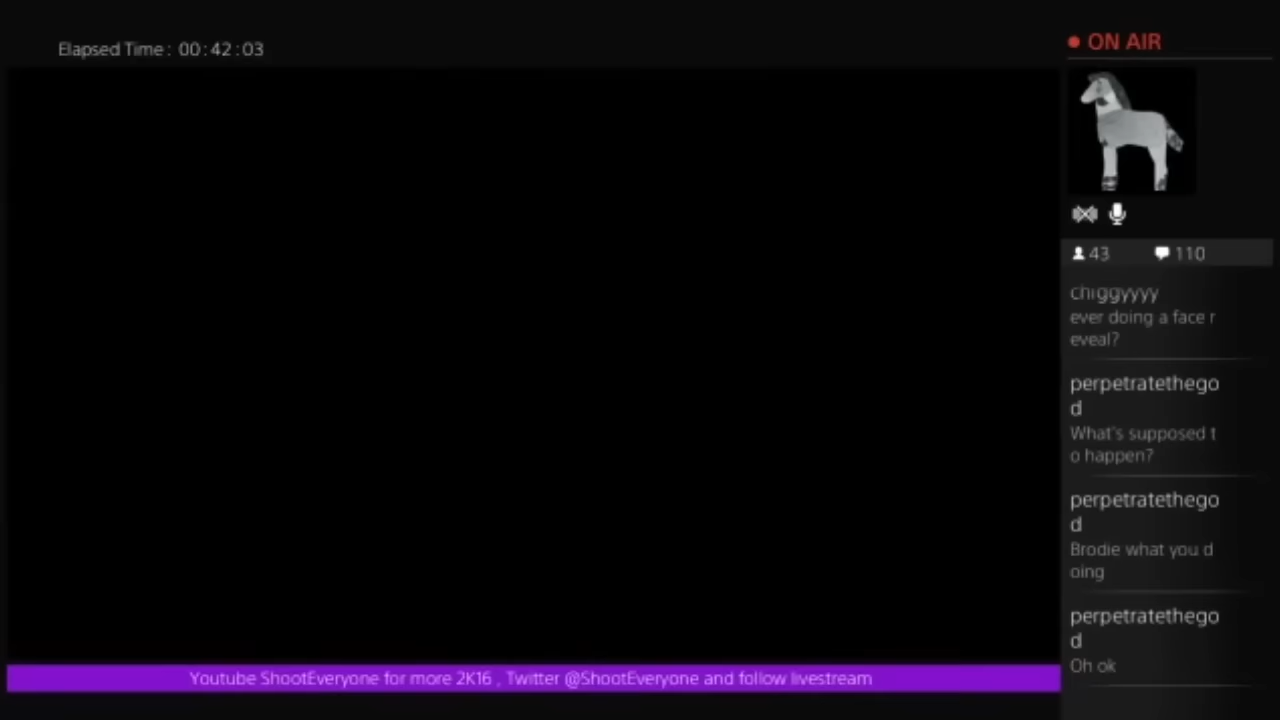 Elapsed Time : 00:42:03
ON AIR
43 110
chiggyyyy
ever doing a face r
eveal?
perpetratethego
d
What's supposed t
o happen?
perpetratethego
d
Brodie what you d
oing
perpetratethego
d
Oh ok
Youtube ShootEveryone for more 2K16 , Twitter @ShootEveryone and follow livestream